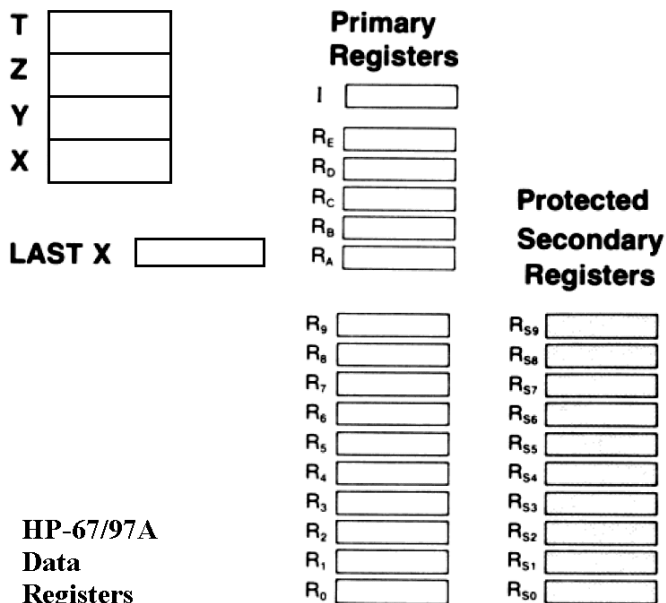 T
Z
Y
X
LAST X
Primary
Registers
I
R_E
R_D
R_C
R_B
R_A
R_9
R_8
R_7
R_6
R_5
R_4
R_3
R_2
R_1
R_0
Protected
Secondary
Registers
R_S9
R_S8
R_S7
R_S6
R_S5
R_S4
R_S3
R_S2
R_S1
R_S0
HP-67/97A
Data
Registers